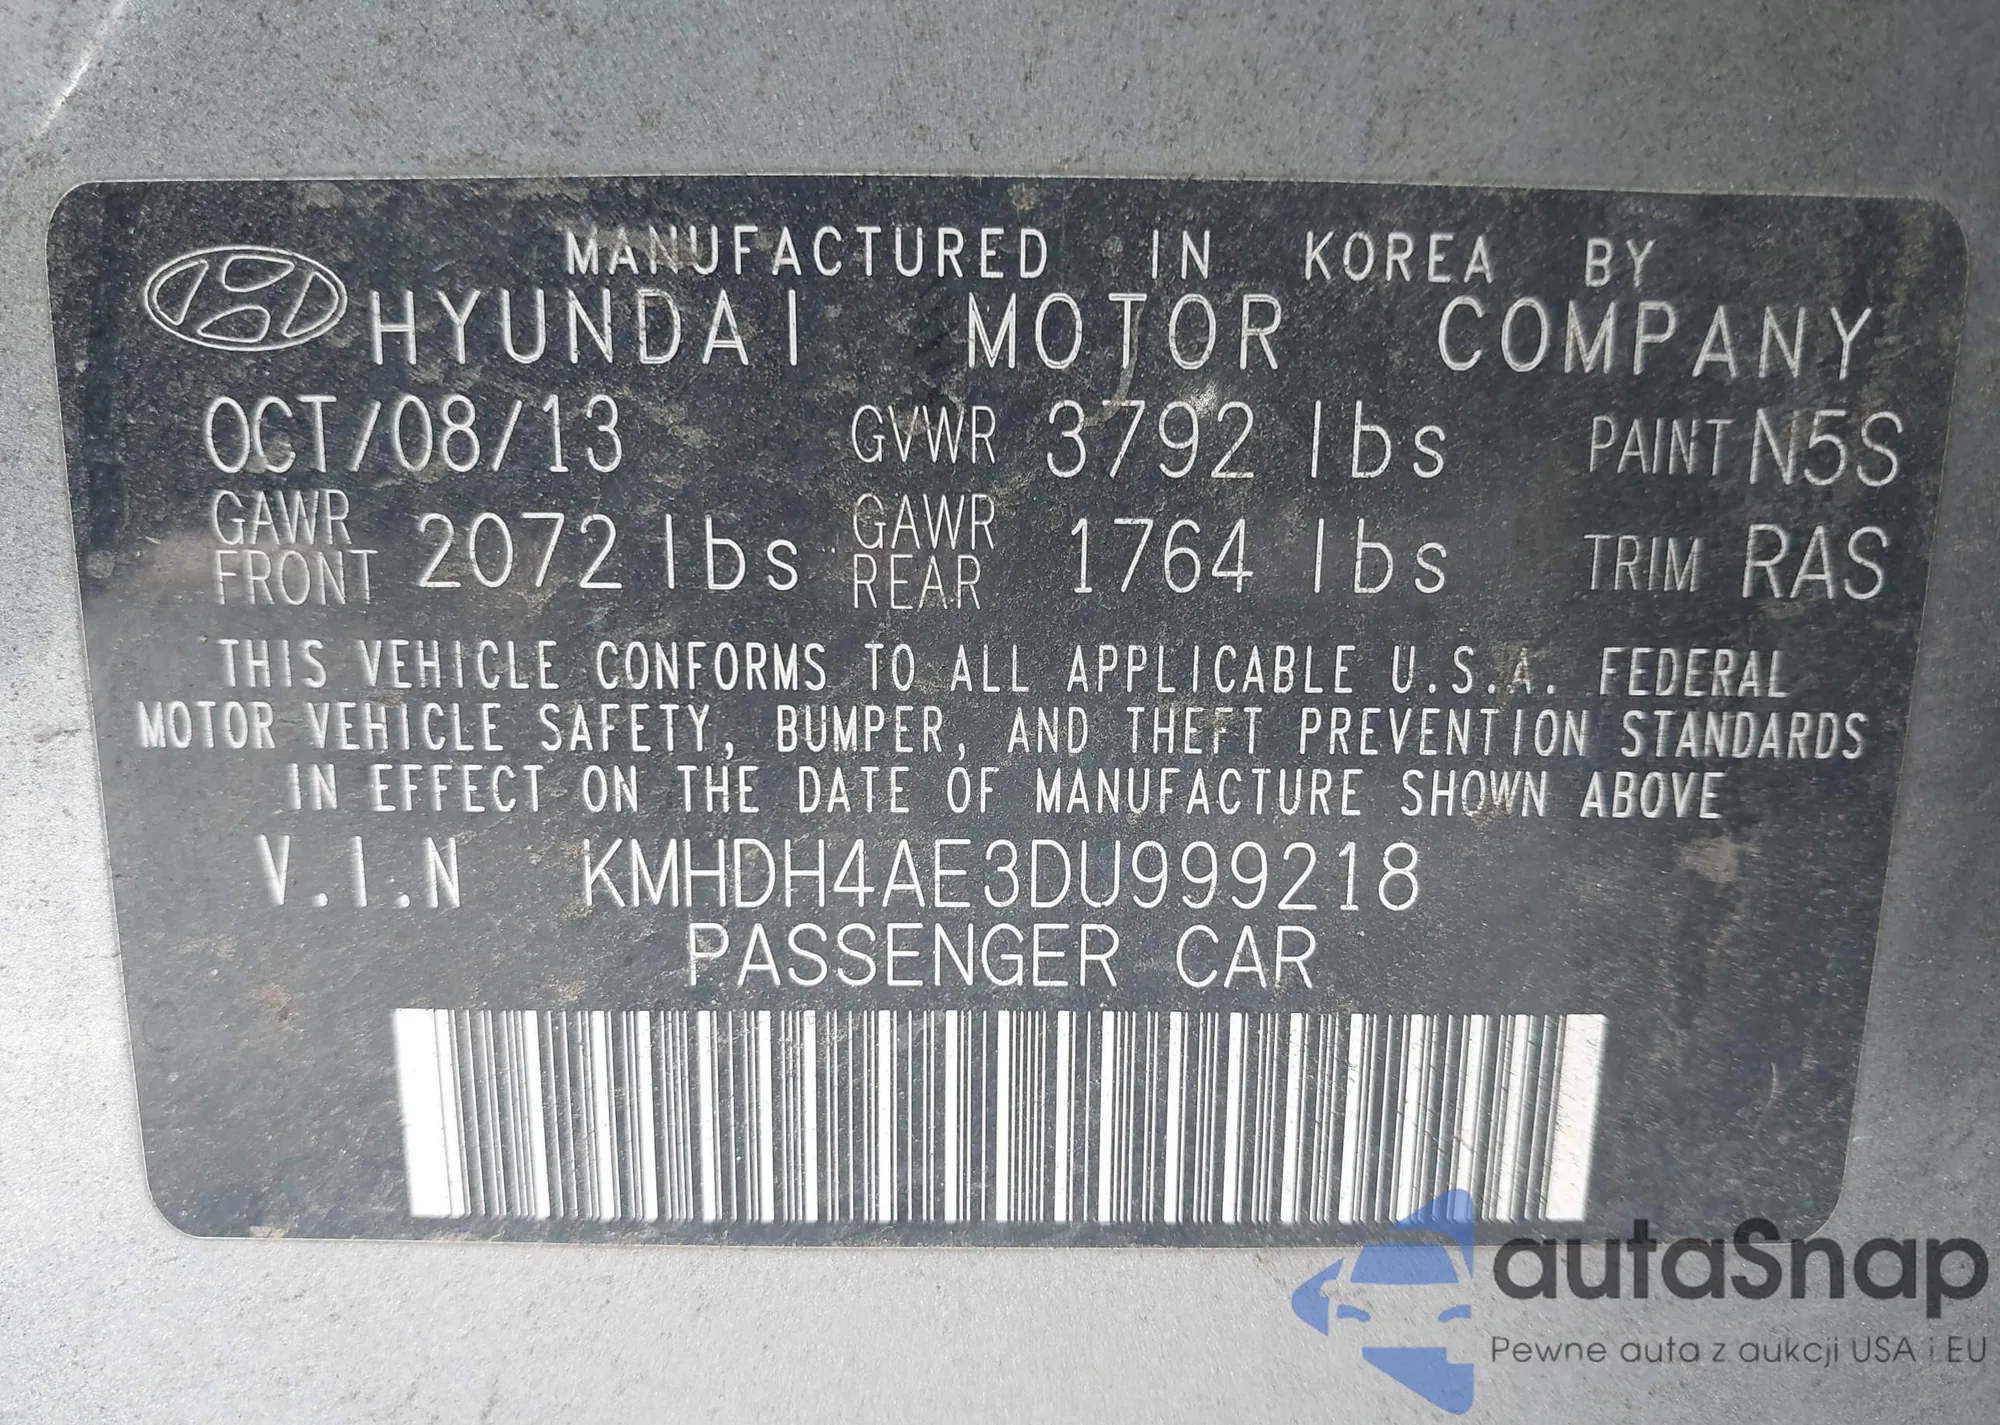 MANUFACTURED IN KOREA BY
HYUNDAI MOTOR COMPANY
OCT/08/13 GVWR 3792 lbs PAINT N5S
GAWR FRONT 2072 lbs GAWR REAR 1764 lbs TRIM RAS
THIS VEHICLE CONFORMS TO ALL APPLICABLE U.S.A. FEDERAL
MOTOR VEHICLE SAFETY, BUMPER, AND THEFT PREVENTION STANDARDS
IN EFFECT ON THE DATE OF MANUFACTURE SHOWN ABOVE
V.I.N KMHDH4AE3DU999218
PASSENGER CAR
autaSnap
Pewne auta z aukcji USA i EU